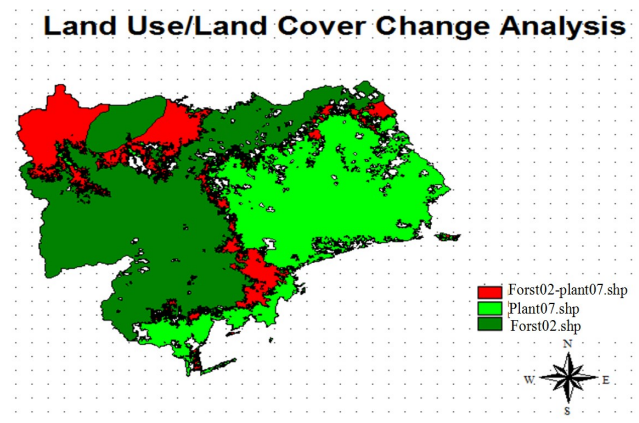 Land Use/Land Cover Change Analysis
Forst02-plant07.shp
Plant07.shp
Forst02.shp
N
W E
S